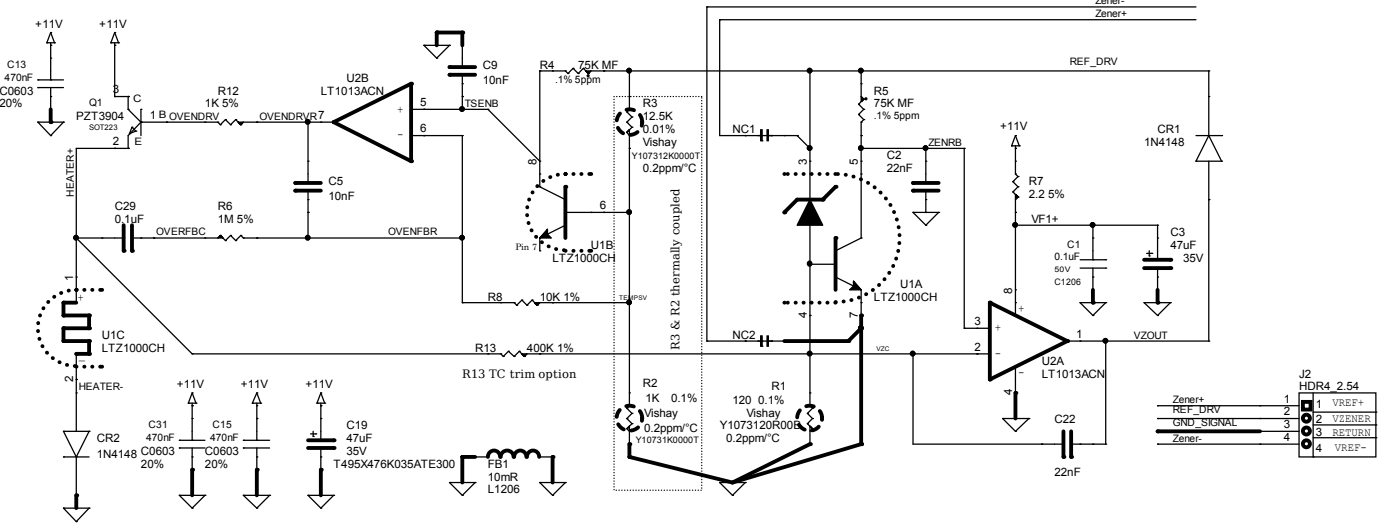 Zener-
Zener+
+11V
+11V
C13
470nF
C0603
20%
Q1
PZT3904
SOT223
3
C
1 B
2
E
OVENDRV
R12
1K 5%
OVENDRVR
7
U2B
LT1013ACN
+
5
−
6
C9
10nF
TSENB
R4
75K MF
.1% 5ppm
REF_DRV
R3
12.5K
0.01%
Vishay
Y107312K0000T
0.2ppm/°C
R5
75K MF
.1% 5ppm
NC1
3
5
ZENRB
C2
22nF
+11V
R7
2.2 5%
VF1+
CR1
1N4148
C1
0.1uF
50V
C1206
C3
47uF
35V
+
HEATER+
C5
10nF
C29
0.1uF
R6
1M 5%
OVERFBC
OVENFBR
8
6
Pin 7
U1B
LTZ1000CH
R3 & R2 thermally coupled
U1A
LTZ1000CH
4
7
1
+
U1C
LTZ1000CH
−
2
HEATER-
R8
10K 1%
TEMPSV
R13
400K 1%
R13 TC trim option
NC2
VZC
8
+
3
+
2
−
1
VZOUT
U2A
LT1013ACN
−
4
CR2
1N4148
+11V
+11V
+11V
C31
470nF
C0603
20%
C15
470nF
C0603
20%
+
C19
47uF
35V
T495X476K035ATE300
FB1
10mR
L1206
R2
1K 0.1%
Vishay
0.2ppm/°C
Y10731K0000T
R1
120 0.1%
Vishay
Y1073120R00B
0.2ppm/°C
C22
22nF
J2
HDR4_2.54
Zener+ 1 1 VREF+
REF_DRV 2 2 VZENER
GND_SIGNAL 3 3 RETURN
Zener- 4 4 VREF-